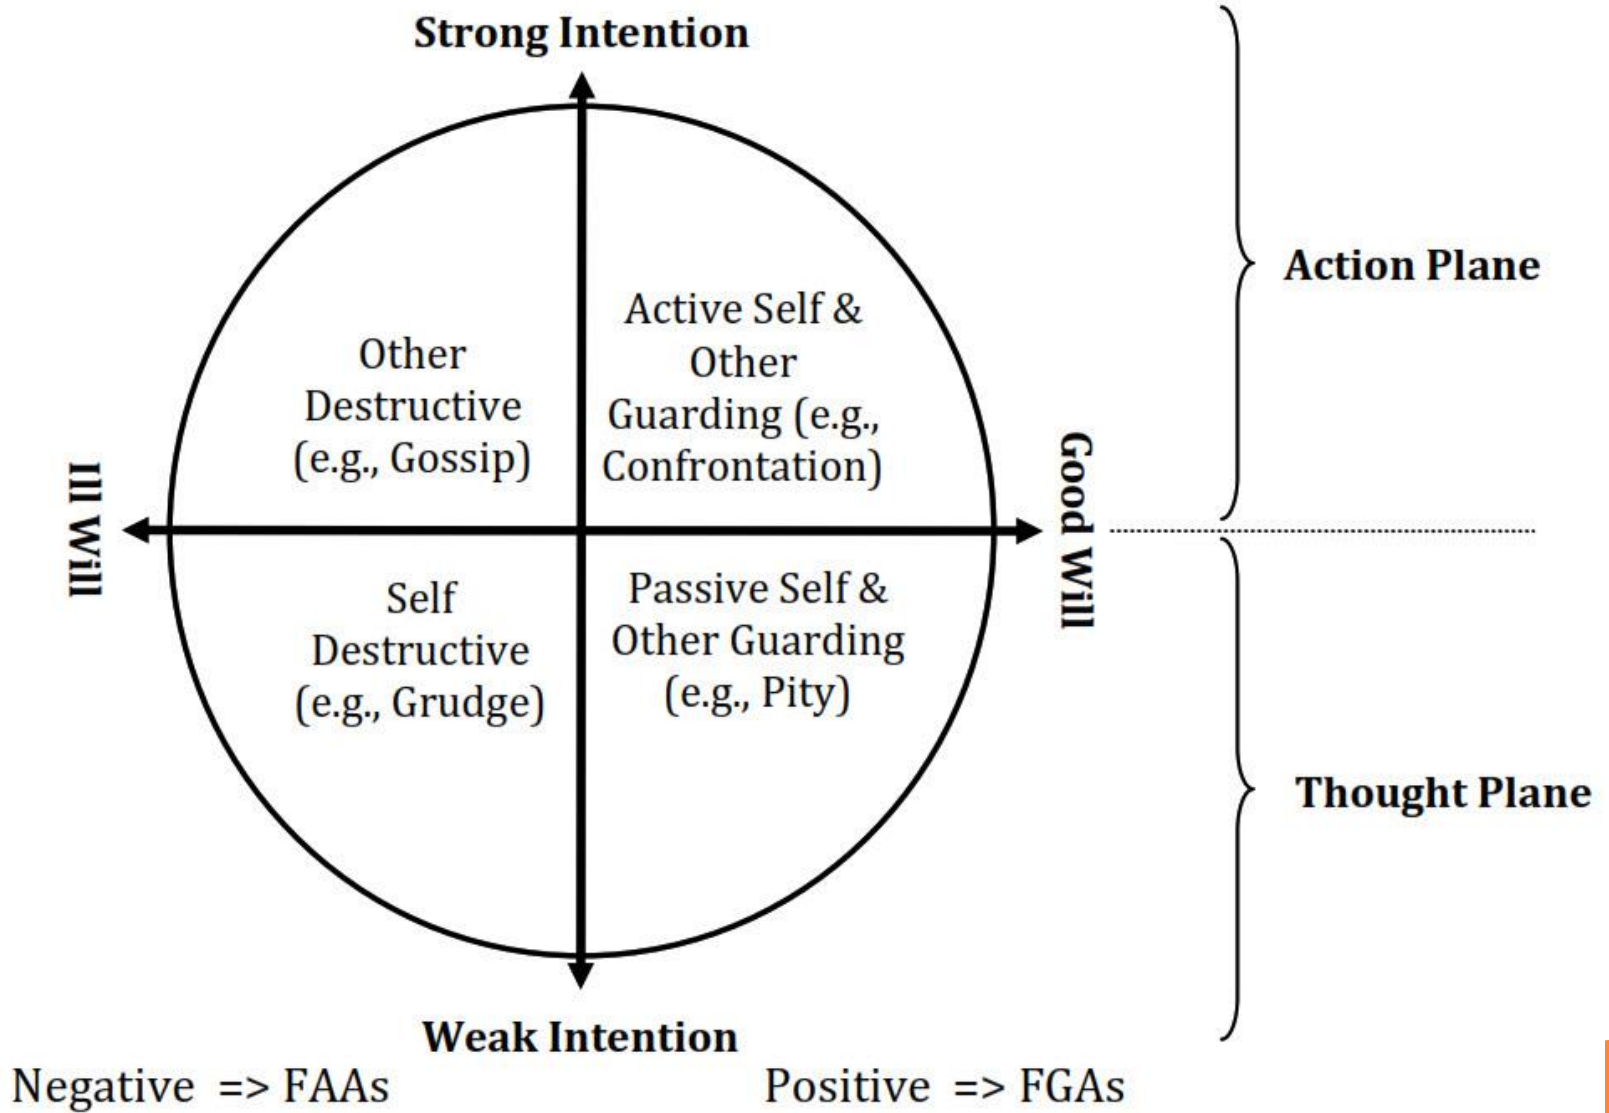 Strong Intention
Action Plane
Active Self &
Other
Guarding (e.g.,
Confrontation)
Other
Destructive
(e.g., Gossip)
Ill Will
Good Will
Self
Destructive
(e.g., Grudge)
Passive Self &
Other Guarding
(e.g., Pity)
Thought Plane
Weak Intention
Negative => FAAs
Positive => FGAs